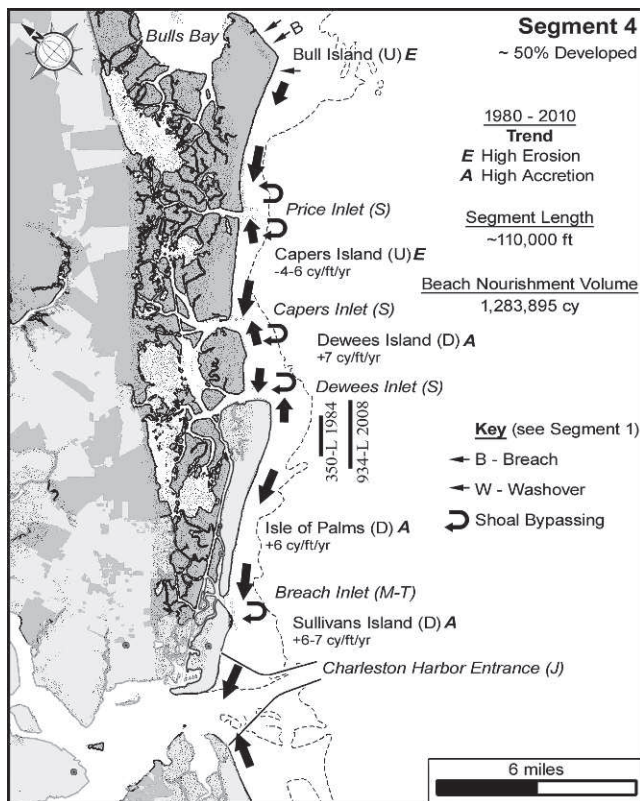 Segment 4
~ 50% Developed
Bulls Bay
B
Bull Island (U) E
1980 - 2010
Trend
E High Erosion
A High Accretion
Price Inlet (S)
Segment Length
~110,000 ft
Capers Island (U) E
-4-6 cy/ft/yr
Beach Nourishment Volume
1,283,895 cy
Capers Inlet (S)
Dewees Island (D) A
+7 cy/ft/yr
Dewees Inlet (S)
350-L 1984
934-L 2008
Key (see Segment 1)
B - Breach
W - Washover
Shoal Bypassing
Isle of Palms (D) A
+6 cy/ft/yr
Breach Inlet (M-T)
Sullivans Island (D) A
+6-7 cy/ft/yr
Charleston Harbor Entrance (J)
6 miles